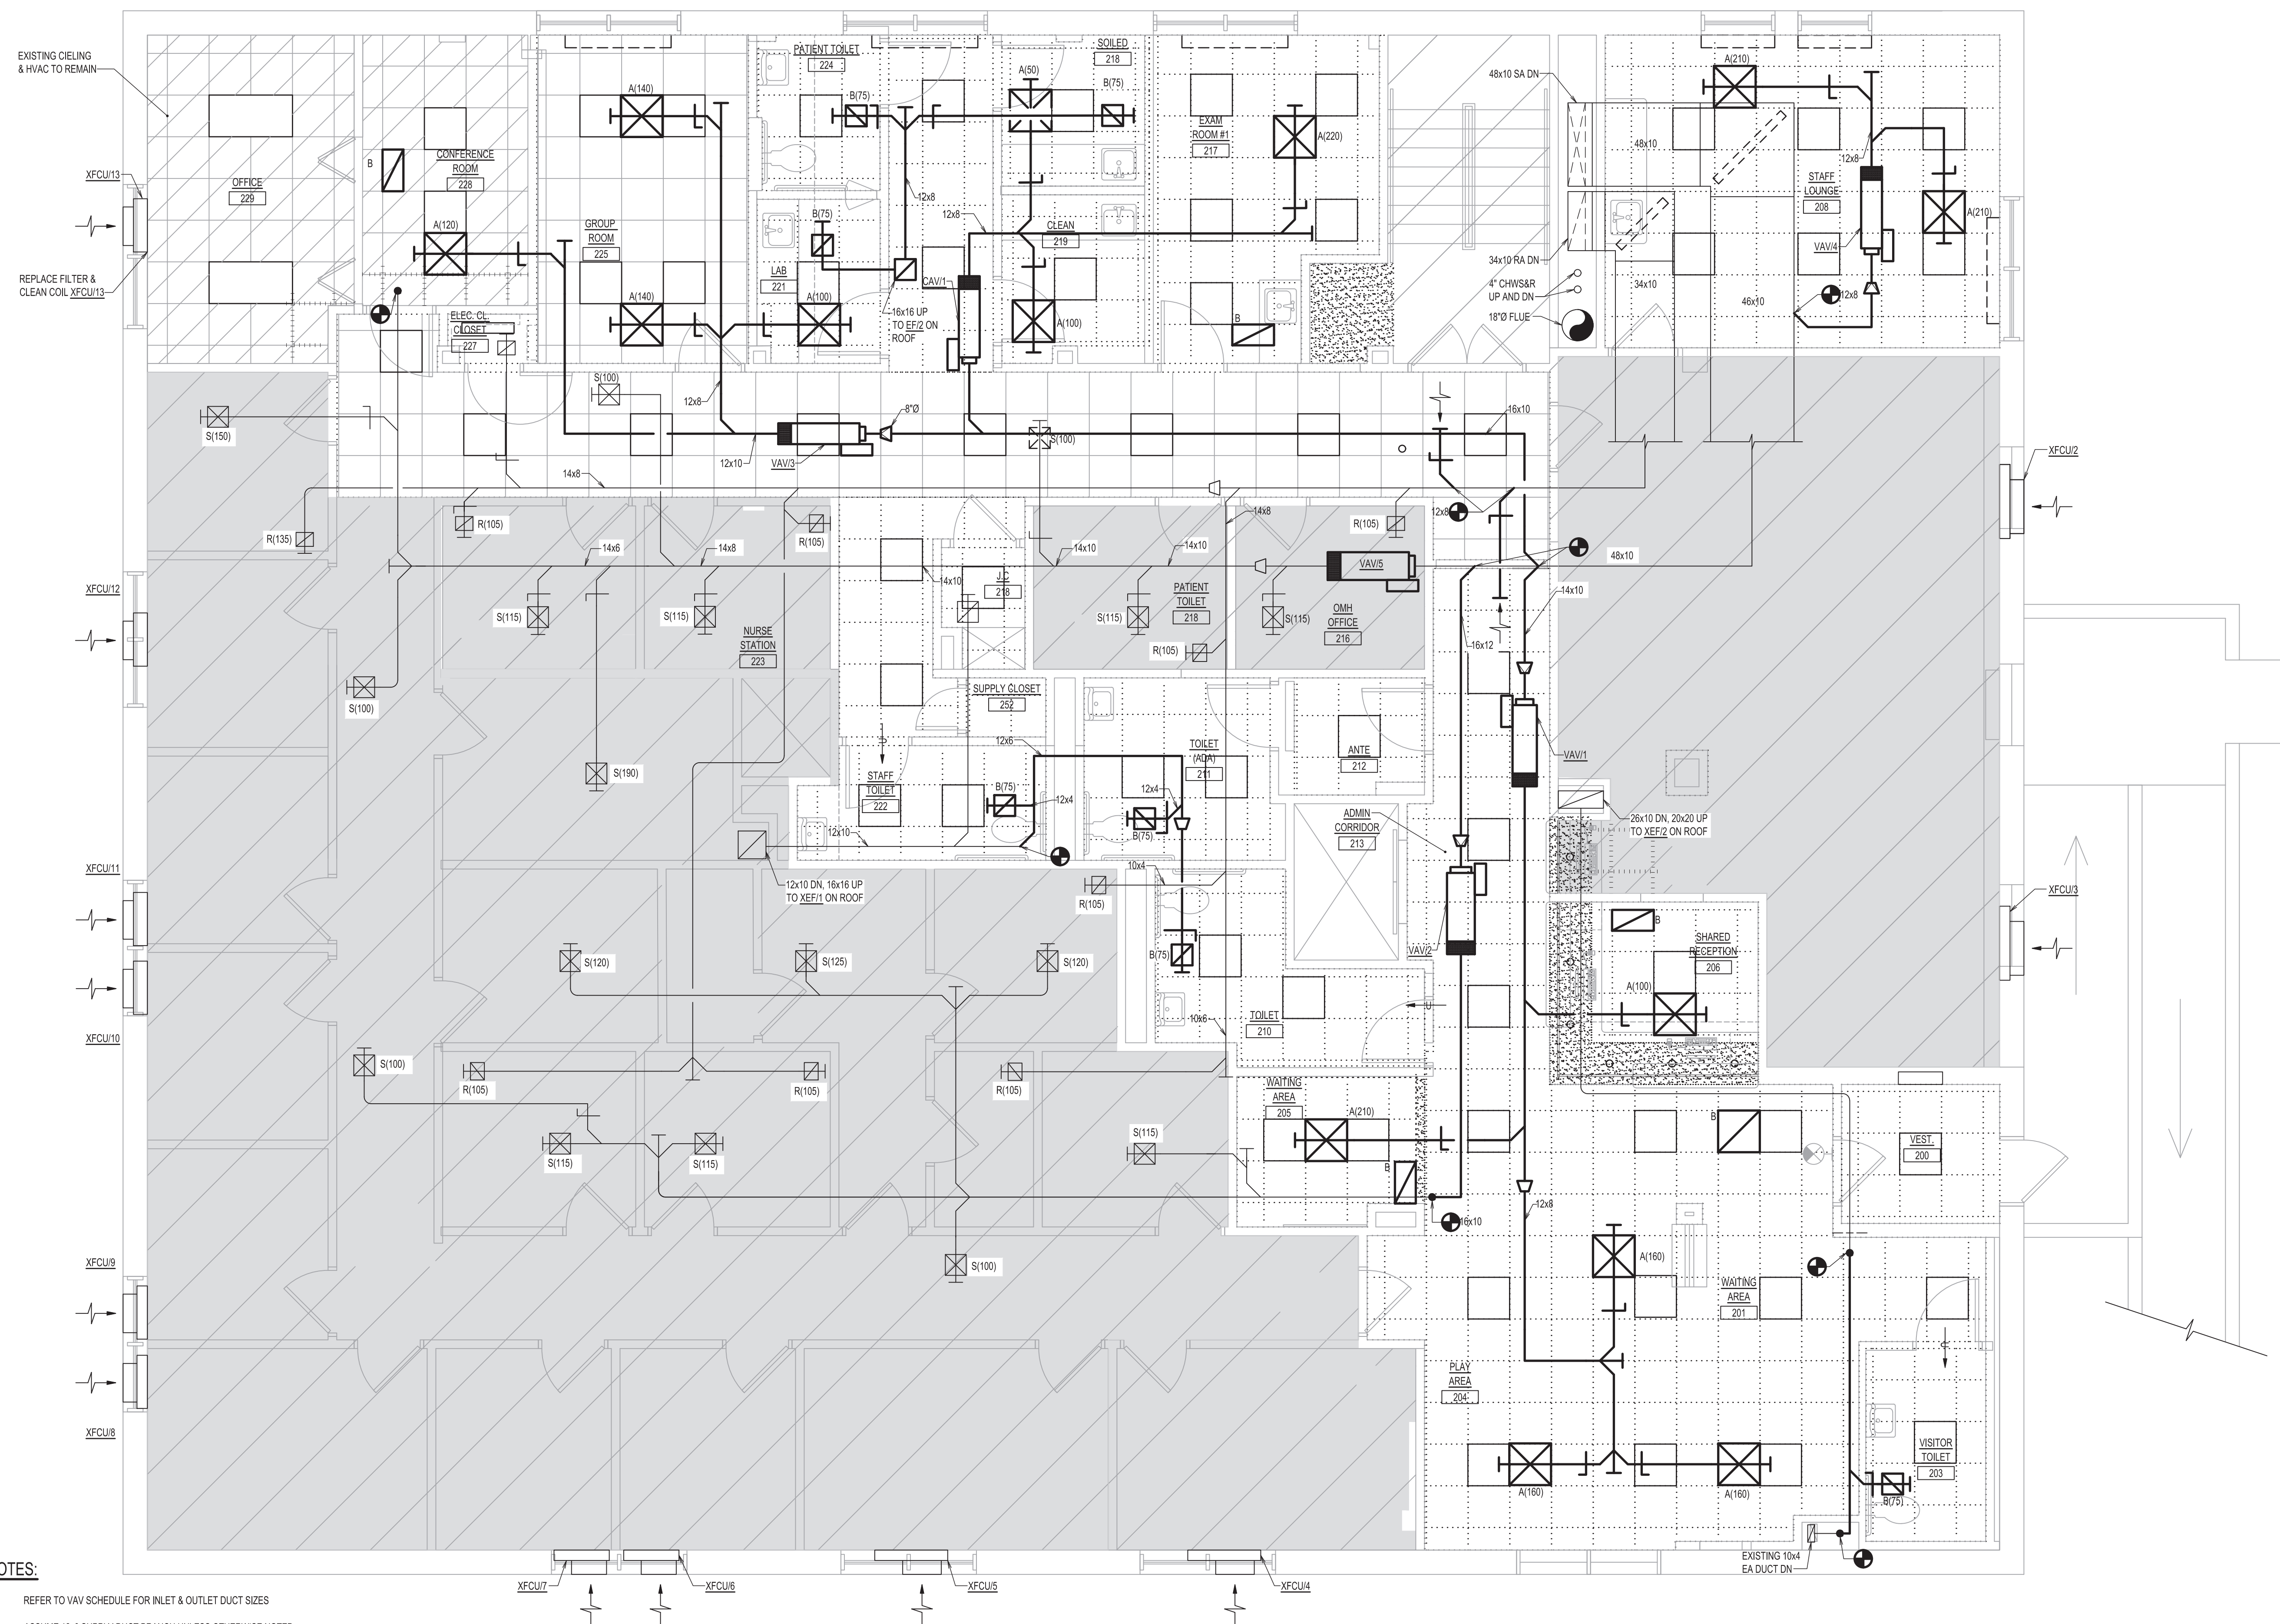 EXISTING CIELING
& HVAC TO REMAIN
XFCU/13
REPLACE FILTER &
CLEAN COIL XFCU/13
OFFICE
229
B
CONFERENCE
ROOM
228
A(120)
ELEC. CL.
CLOSET
227
A(140)
GROUP
ROOM
225
A(140)
PATIENT TOILET
224
B(75)
12x8
B(75)
LAB
221
A(100)
16x16 UP
TO EF/2 ON
ROOF
CAV/1
12x8
A(50)
SOILED
218
B(75)
CLEAN
219
A(100)
EXAM
ROOM #1
217
A(220)
B
48x10 SA DN
48x10
34x10 RA DN
34x10
4" CHWS&R
UP AND DN
18"Ø FLUE
46x10
A(210)
12x8
STAFF
LOUNGE
208
VAV/4
A(210)
12x8
S(150)
S(100)
12x8
8"Ø
12x10
VAV/3
S(100)
16x10
14x8
XFCU/2
R(135)
R(105)
R(105)
14x8
R(105)
12x8
14x6
14x8
14x10
14x10
14x10
VAV/5
48x10
XFCU/12
S(115)
S(115)
NURSE
STATION
223
J.C.
218
S(115)
PATIENT
TOILET
218
S(115)
OMH
OFFICE
216
14x10
R(105)
16x12
S(100)
SUPPLY CLOSET
252
S(190)
12x6
TOILET
(ADA)
211
ANTE
212
VAV/1
STAFF
TOILET
222
B(75)
12x4
12x4
B(75)
12x10
ADMIN
CORRIDOR
213
26x10 DN, 20x20 UP
TO XEF/2 ON ROOF
XFCU/11
12x10 DN, 16x16 UP
TO XEF/1 ON ROOF
10x4
R(105)
XFCU/3
B
SHARED
RECEPTION
206
A(100)
VAV/2
B(75)
S(120)
S(125)
S(120)
XFCU/10
10x6
TOILET
210
U
S(100)
R(105)
R(105)
R(105)
WAITING
AREA
205
A(210)
B
B
VEST.
200
S(115)
S(115)
S(115)
12x8
16x10
XFCU/9
S(100)
A(160)
WAITING
AREA
201
PLAY
AREA
204
A(160)
A(160)
VISITOR
TOILET
203
B(75)
XFCU/8
EXISTING 10x4
EA DUCT DN
XFCU/7
XFCU/6
XFCU/5
XFCU/4
OTES:
REFER TO VAV SCHEDULE FOR INLET & OUTLET DUCT SIZES